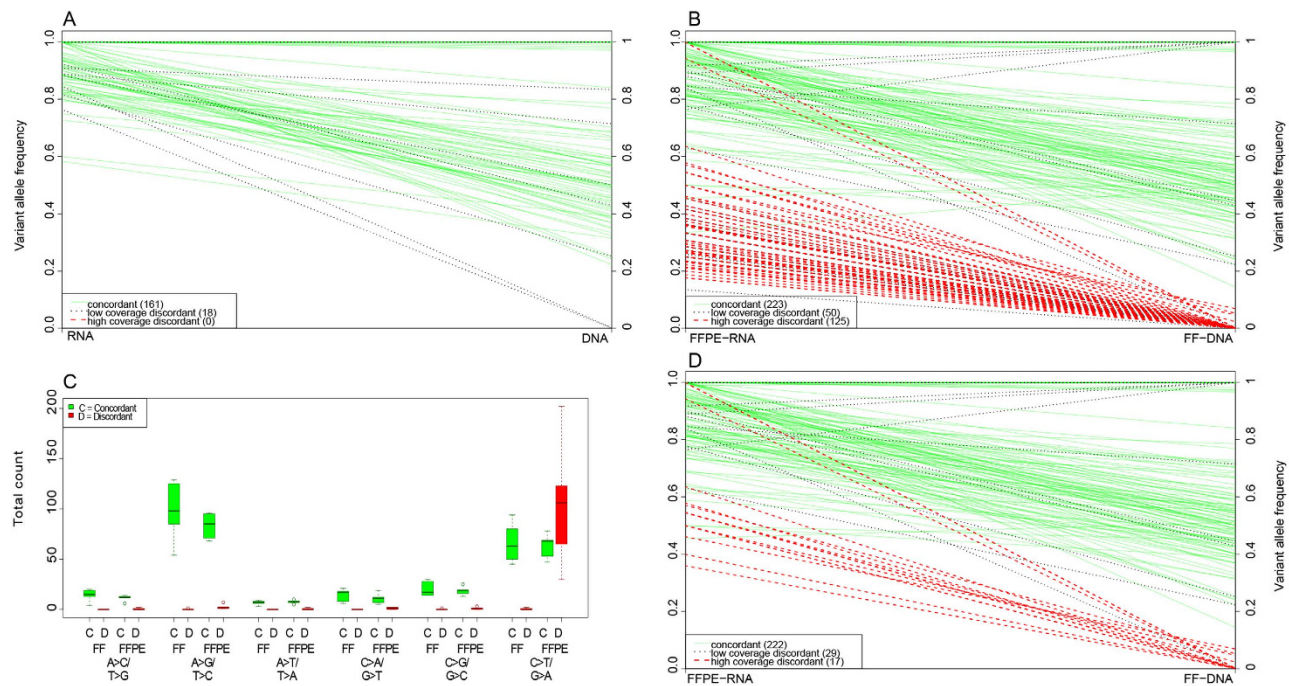 A
Variant allele frequency
1.0
0.8
0.6
0.4
0.2
0.0
1
0.8
0.6
0.4
0.2
0
concordant (161)
low coverage discordant (18)
high coverage discordant (0)
RNA
DNA
B
1.0
0.8
0.6
0.4
0.2
0.0
1
0.8
0.6
0.4
0.2
0
Variant allele frequency
concordant (223)
low coverage discordant (50)
high coverage discordant (125)
FFPE-RNA
FF-DNA
C
Total count
200
150
100
50
0
C = Concordant
D = Discordant
C D C D C D C D C D C D C D C D C D C D C D C D
FF FFPE FF FFPE FF FFPE FF FFPE FF FFPE FF FFPE
A>C/ A>G/ A>T/ C>A/ C>G/ C>T/
T>G T>C T>A G>T G>C G>A
D
1.0
0.8
0.6
0.4
0.2
0.0
1
0.8
0.6
0.4
0.2
0
Variant allele frequency
concordant (222)
low coverage discordant (29)
high coverage discordant (17)
FFPE-RNA
FF-DNA